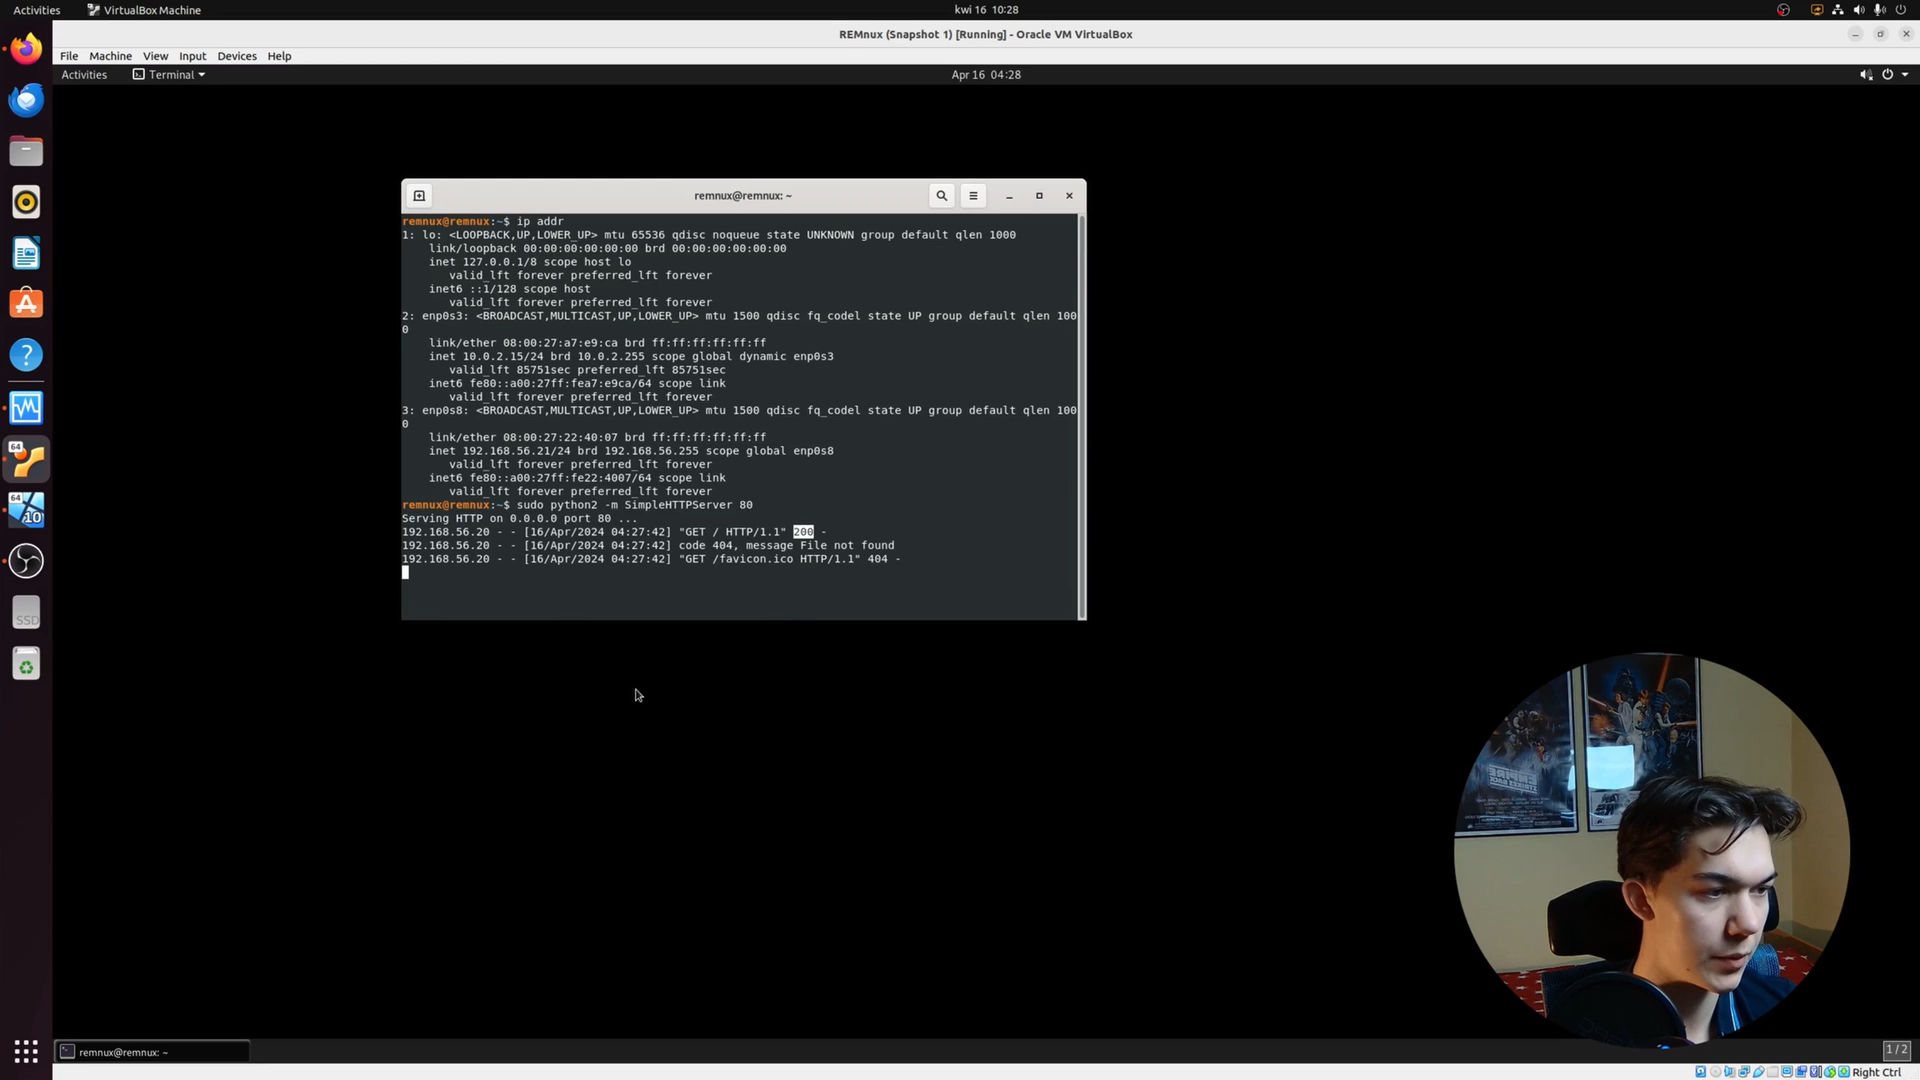 Activities VirtualBox Machine kwi 16 10:28
REMnux (Snapshot 1) [Running] - Oracle VM VirtualBox
File Machine View Input Devices Help
Activities Terminal Apr 16 04:28
remnux@remnux: ~
remnux@remnux:~$ ip addr
1: lo: <LOOPBACK,UP,LOWER_UP> mtu 65536 qdisc noqueue state UNKNOWN group default qlen 1000
link/loopback 00:00:00:00:00:00 brd 00:00:00:00:00:00
inet 127.0.0.1/8 scope host lo
valid_lft forever preferred_lft forever
inet6 ::1/128 scope host
valid_lft forever preferred_lft forever
2: enp0s3: <BROADCAST,MULTICAST,UP,LOWER_UP> mtu 1500 qdisc fq_codel state UP group default qlen 100
0
link/ether 08:00:27:a7:e9:ca brd ff:ff:ff:ff:ff:ff
inet 10.0.2.15/24 brd 10.0.2.255 scope global dynamic enp0s3
valid_lft 85751sec preferred_lft 85751sec
inet6 fe80::a00:27ff:fea7:e9ca/64 scope link
valid_lft forever preferred_lft forever
3: enp0s8: <BROADCAST,MULTICAST,UP,LOWER_UP> mtu 1500 qdisc fq_codel state UP group default qlen 100
0
link/ether 08:00:27:22:40:07 brd ff:ff:ff:ff:ff:ff
inet 192.168.56.21/24 brd 192.168.56.255 scope global enp0s8
valid_lft forever preferred_lft forever
inet6 fe80::a00:27ff:fe22:4007/64 scope link
valid_lft forever preferred_lft forever
remnux@remnux:~$ sudo python2 -m SimpleHTTPServer 80
Serving HTTP on 0.0.0.0 port 80 ...
192.168.56.20 - - [16/Apr/2024 04:27:42] "GET / HTTP/1.1" 200 -
192.168.56.20 - - [16/Apr/2024 04:27:42] code 404, message File not found
192.168.56.20 - - [16/Apr/2024 04:27:42] "GET /favicon.ico HTTP/1.1" 404 -
64
64
10
SSD
EMPIRE
STRIKES BACK
remnux@remnux: ~
1 / 2
Right Ctrl